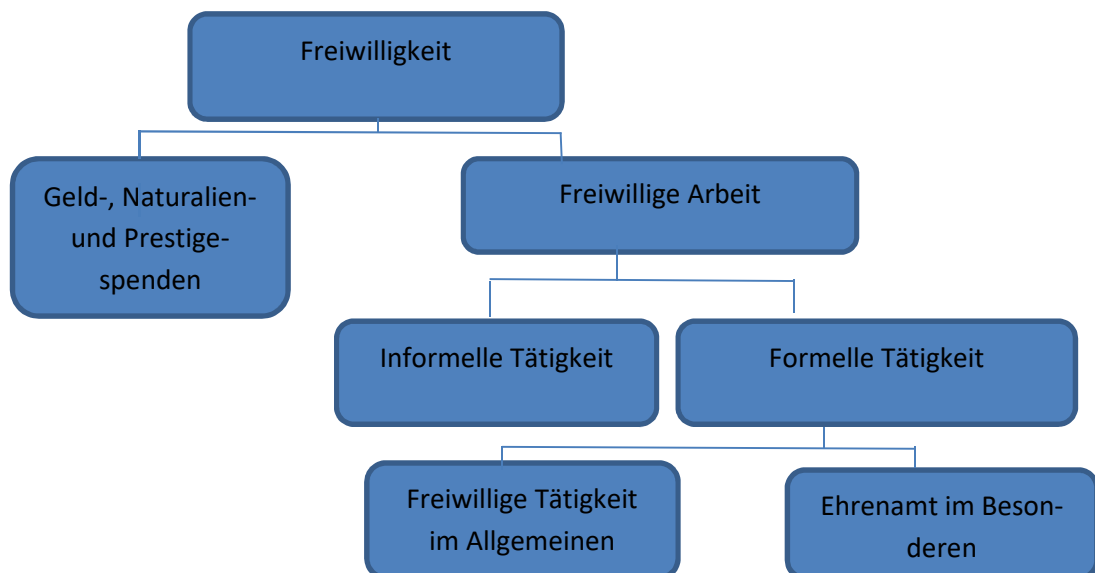 Freiwilligkeit
Geld-, Naturalien-
und Prestige-
spenden
Freiwillige Arbeit
Informelle Tätigkeit
Formelle Tätigkeit
Freiwillige Tätigkeit
im Allgemeinen
Ehrenamt im Beson-
deren